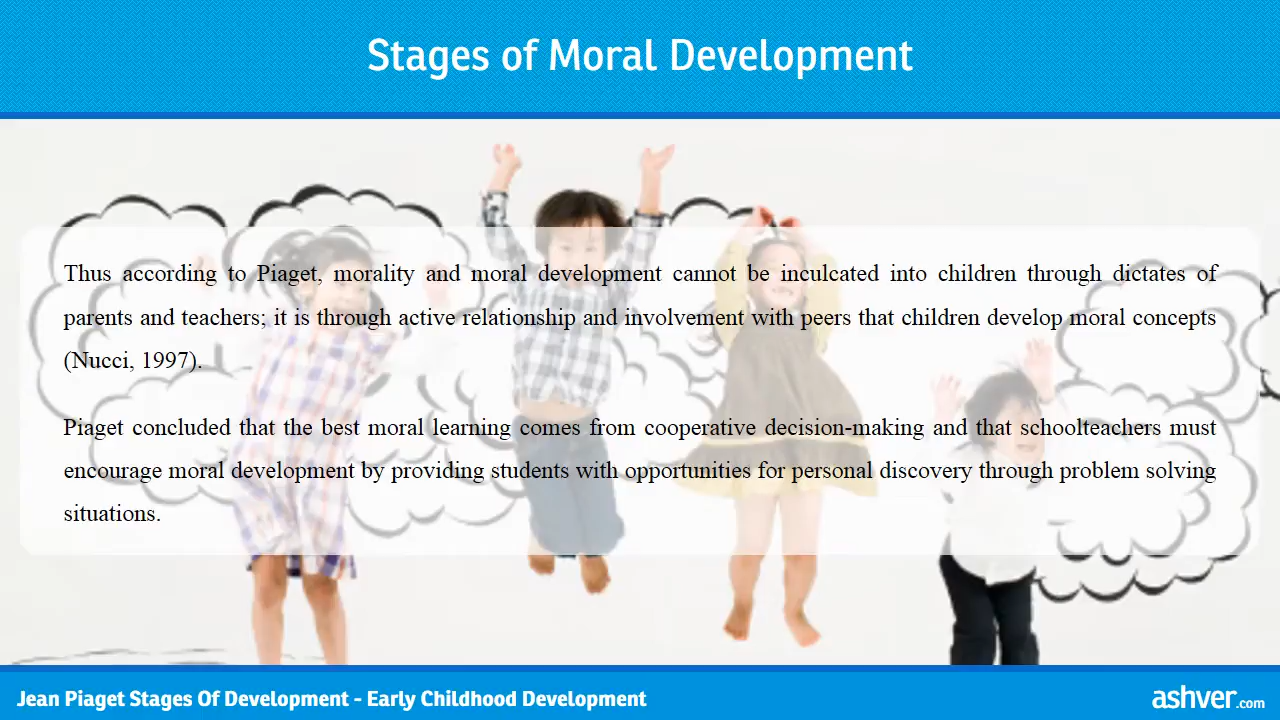 Stages of Moral Development
Thus according to Piaget, morality and moral development cannot be inculcated into children through dictates of
parents and teachers; it is through active relationship and involvement with peers that children develop moral concepts
(Nucci, 1997).
Piaget concluded that the best moral learning comes from cooperative decision-making and that schoolteachers must
encourage moral development by providing students with opportunities for personal discovery through problem solving
situations.
Jean Piaget Stages Of Development - Early Childhood Development
ashver.com